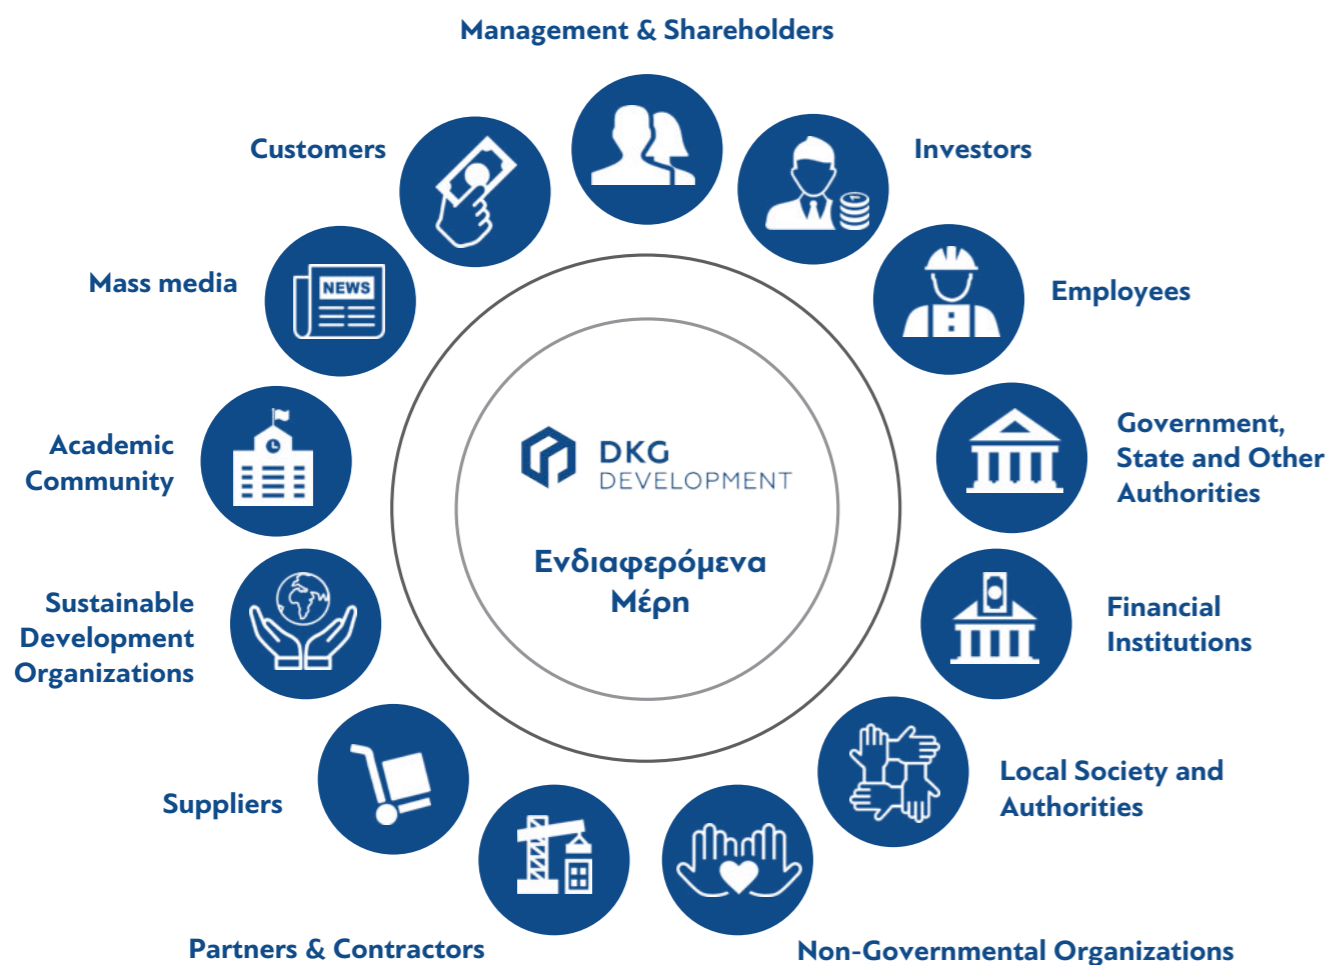 Management & Shareholders
Customers
Investors
Mass media
NEWS
Employees
Academic
Community
DKG
DEVELOPMENT
Ενδιαφερόμενα
Μέρη
Government,
State and Other
Authorities
Sustainable
Development
Organizations
Financial
Institutions
Suppliers
Local Society and
Authorities
Partners & Contractors
Non-Governmental Organizations